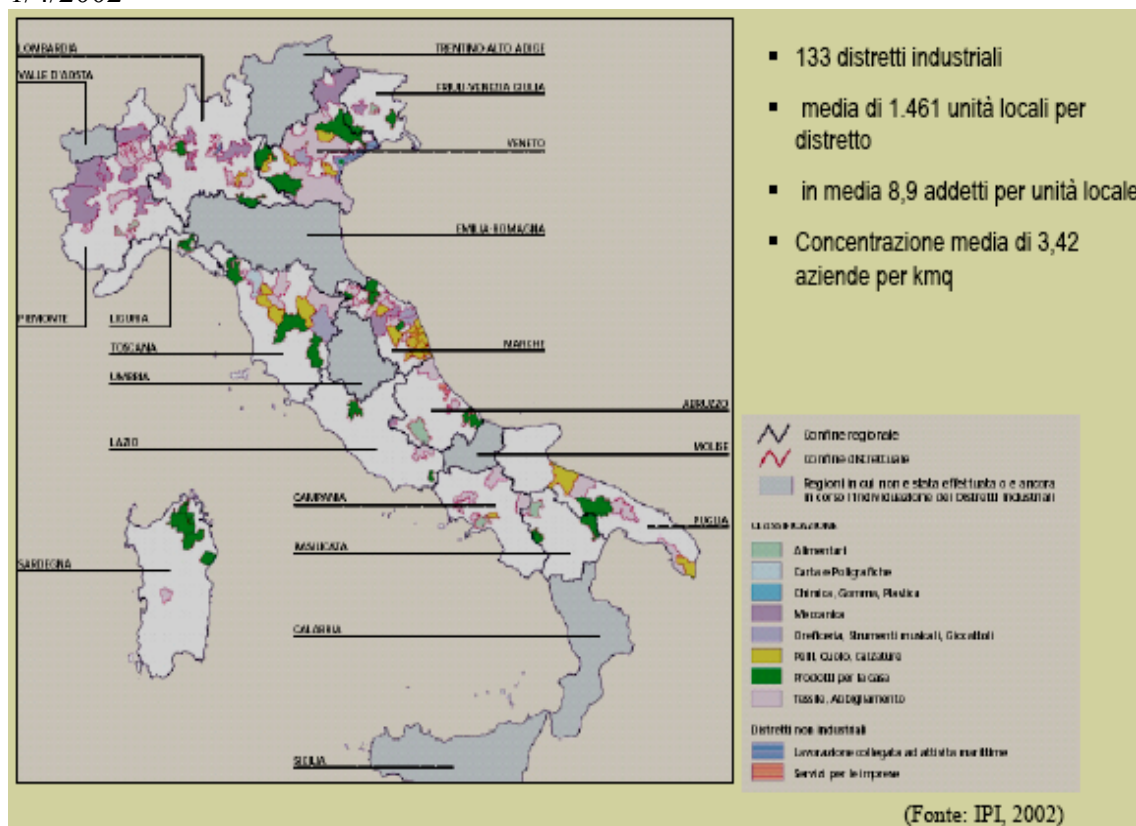 1/4/2002
LOMBARDIA
VALLE D'AOSTA
TRENTINO-ALTO ADIGE
FRIULI-VENEZIA GIULIA
VENETO
EMILIA-ROMAGNA
PIEMONTE
LIGURIA
TOSCANA
MARCHE
UMBRIA
ABRUZZO
LAZIO
MOLISE
CAMPANIA
PUGLIA
BASILICATA
SARDEGNA
CALABRIA
SICILIA
▪ 133 distretti industriali
▪ media di 1.461 unità locali per
distretto
▪ in media 8,9 addetti per unità locale
▪ Concentrazione media di 3,42
aziende per kmq
Confine regionale
Confine distrettuale
Regioni in cui non e stata effettuata o e ancora
in corso l'individuazione dei Distretti Industriali
CLASSIFICAZIONE
Alimentari
Carta e Poligrafiche
Chimica, Gomma, Plastica
Meccanica
Oreficeria, Strumenti musicali, Giocattoli
Pelli, Cuoio, Calzature
Prodotti per la casa
Tessile, Abbigliamento
Distretti non industriali
Lavorazione collegata ad attivita marittime
Servizi per le imprese
(Fonte: IPI, 2002)